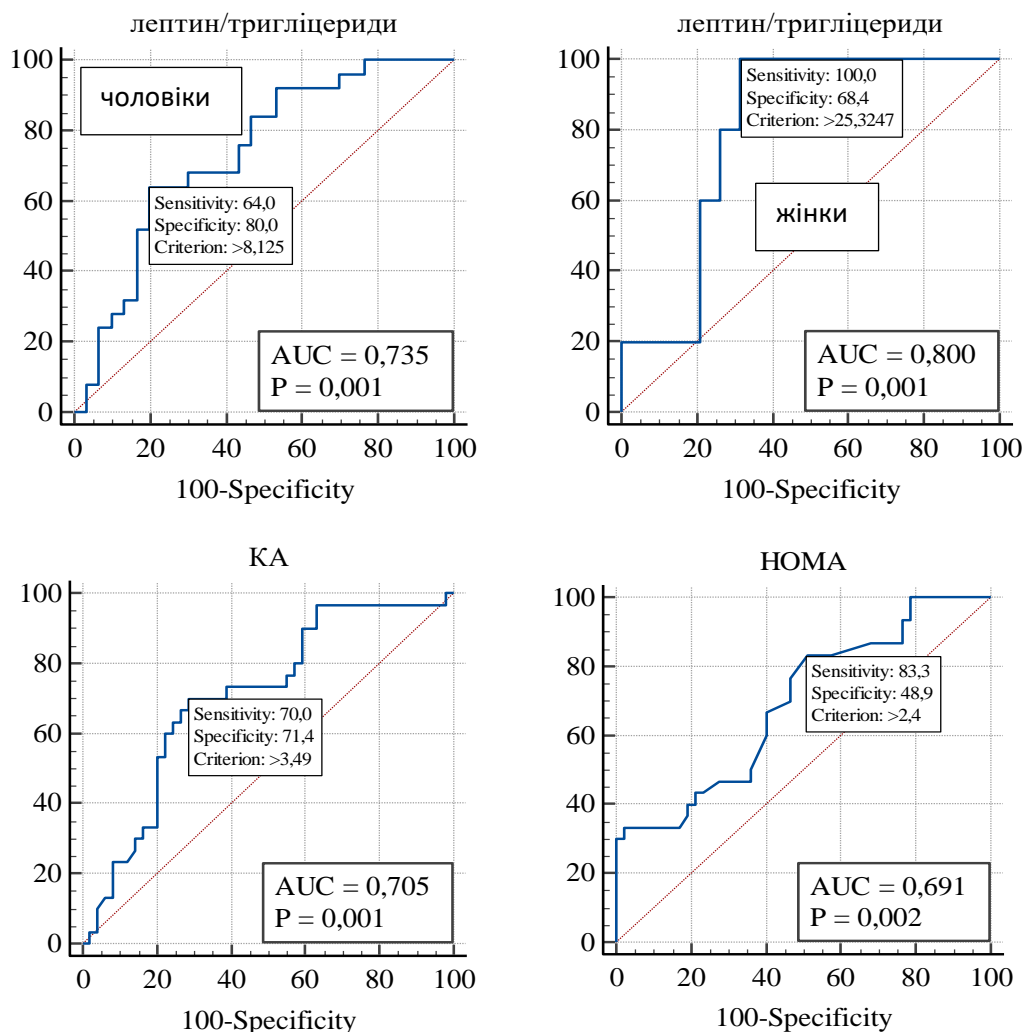 лептин/тригліцериди
100
80
60
40
20
0
чоловіки
Sensitivity: 64,0
Specificity: 80,0
Criterion: >8,125
AUC = 0,735
P = 0,001
0 20 40 60 80 100
100-Specificity
лептин/тригліцериди
100
80
60
40
20
0
Sensitivity: 100,0
Specificity: 68,4
Criterion: >25,3247
жінки
AUC = 0,800
P = 0,001
0 20 40 60 80 100
100-Specificity
КА
100
80
60
40
20
0
Sensitivity: 70,0
Specificity: 71,4
Criterion: >3,49
AUC = 0,705
P = 0,001
0 20 40 60 80 100
100-Specificity
НОМА
100
80
60
40
20
0
Sensitivity: 83,3
Specificity: 48,9
Criterion: >2,4
AUC = 0,691
P = 0,002
0 20 40 60 80 100
100-Specificity